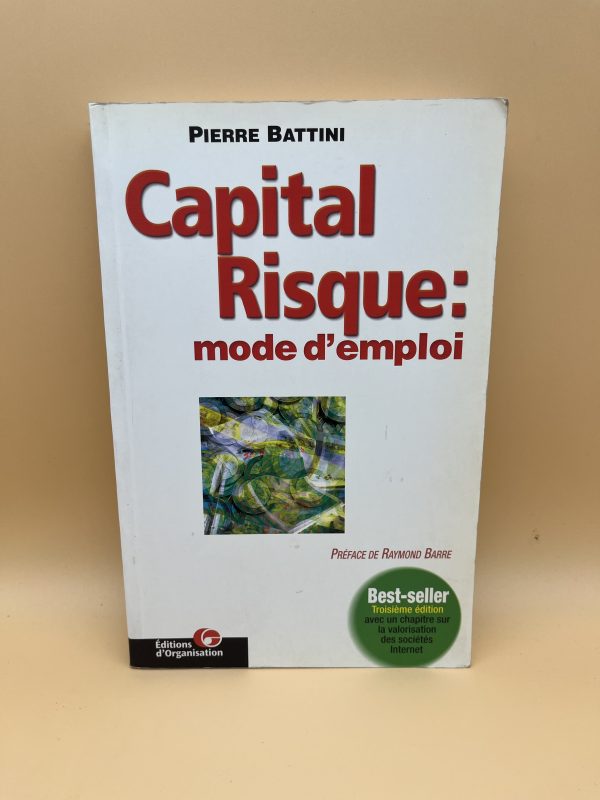 PIERRE BATTINI
Capital
Risque:
mode d'emploi
PRÉFACE DE RAYMOND BARRE
Best-seller
Troisième édition
avec un chapitre sur
la valorisation
des sociétés
Internet
Éditions
d'Organisation